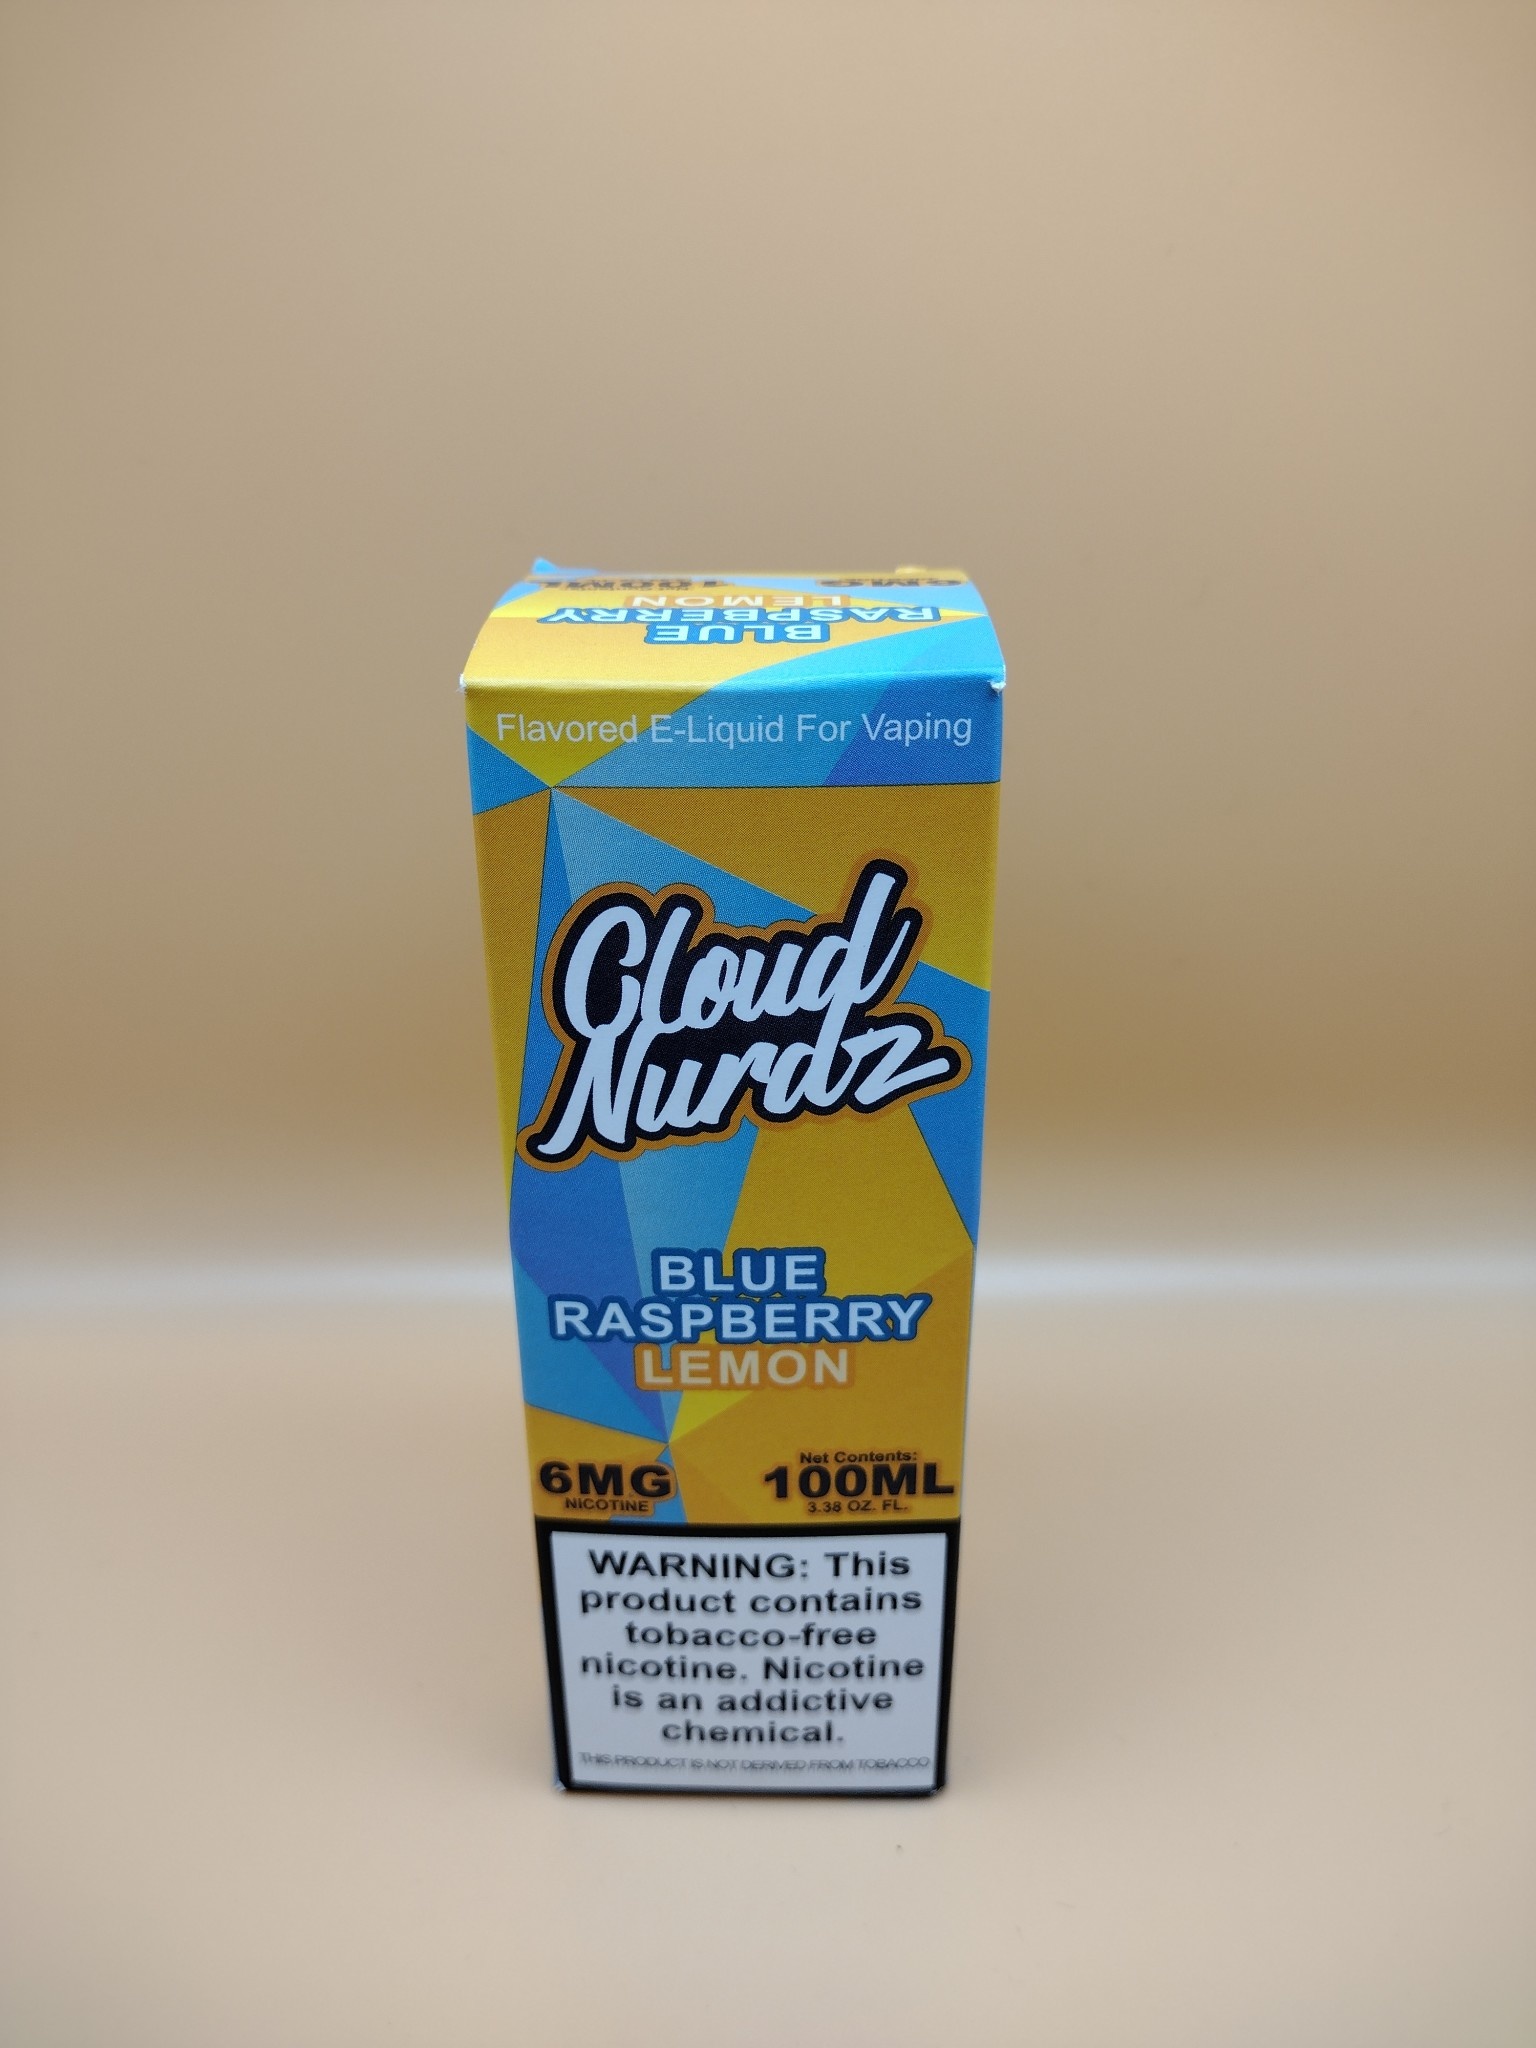 6MG
100ML
LEMON
RASPBERRY
BLUE
Flavored E-Liquid For Vaping
Cloud
Nurdz
BLUE
RASPBERRY
LEMON
6MG
NICOTINE
Net Contents:
100ML
3.38 OZ. FL.
WARNING: This
product contains
tobacco-free
nicotine. Nicotine
is an addictive
chemical.
THIS PRODUCT IS NOT DERIVED FROM TOBACCO